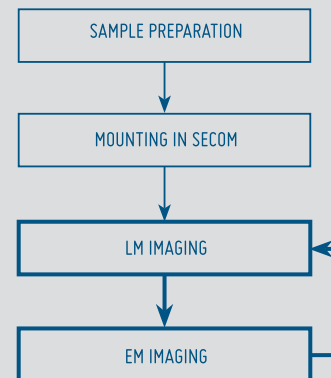 SAMPLE PREPARATION
MOUNTING IN SECOM
LM IMAGING
EM IMAGING